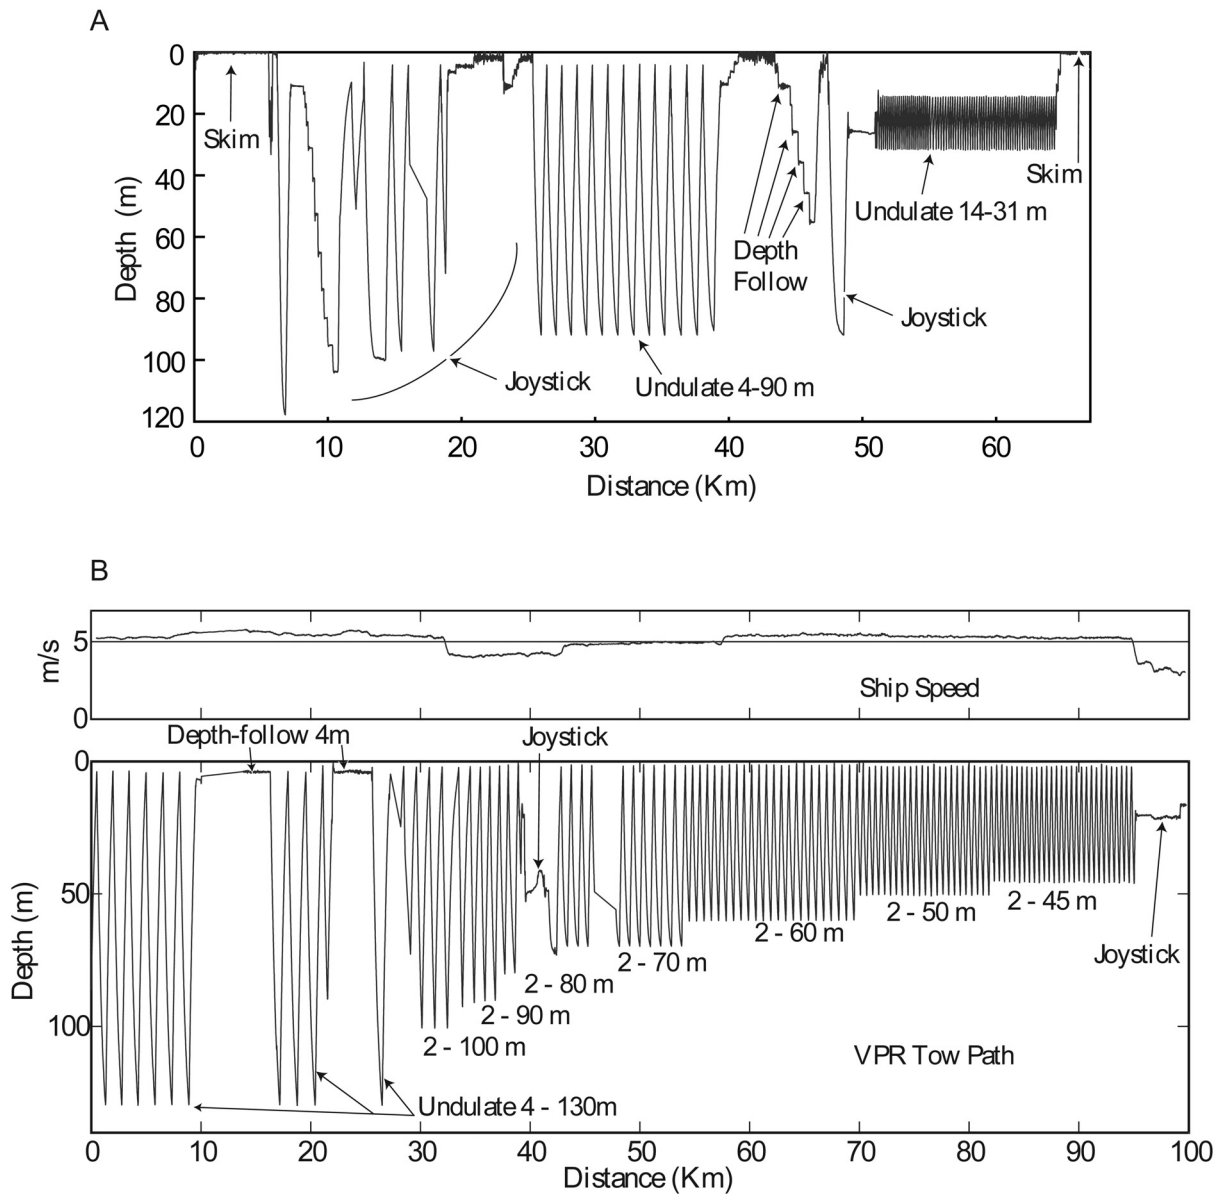 A
0
20
40
60
80
100
120
Depth (m)
Skim
Joystick
Undulate 4-90 m
Depth
Follow
Joystick
Undulate 14-31 m
Skim
0 10 20 30 40 50 60
Distance (Km)
B
5
0
m/s
Ship Speed
Depth-follow 4m
Joystick
0
50
100
Depth (m)
2 - 45 m
2 - 50 m
2 - 60 m
2 - 70 m
Joystick
2 - 80 m
2 - 90 m
2 - 100 m
VPR Tow Path
Undulate 4 - 130m
0 10 20 30 40 50 60 70 80 90 100
Distance (Km)